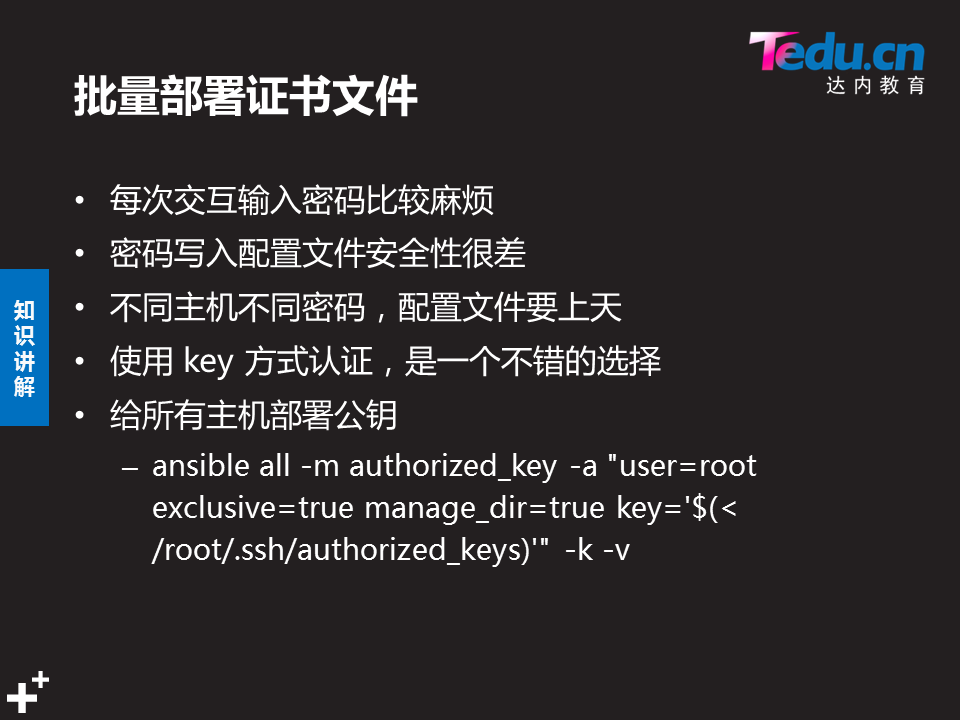 Tedu.cn
达内教育
批量部署证书文件
• 每次交互输入密码比较麻烦
• 密码写入配置文件安全性很差
• 不同主机不同密码，配置文件要上天
• 使用 key 方式认证，是一个不错的选择
• 给所有主机部署公钥
– ansible all -m authorized_key -a "user=root
exclusive=true manage_dir=true key='$(<
/root/.ssh/authorized_keys)'" -k -v
知
识
讲
解